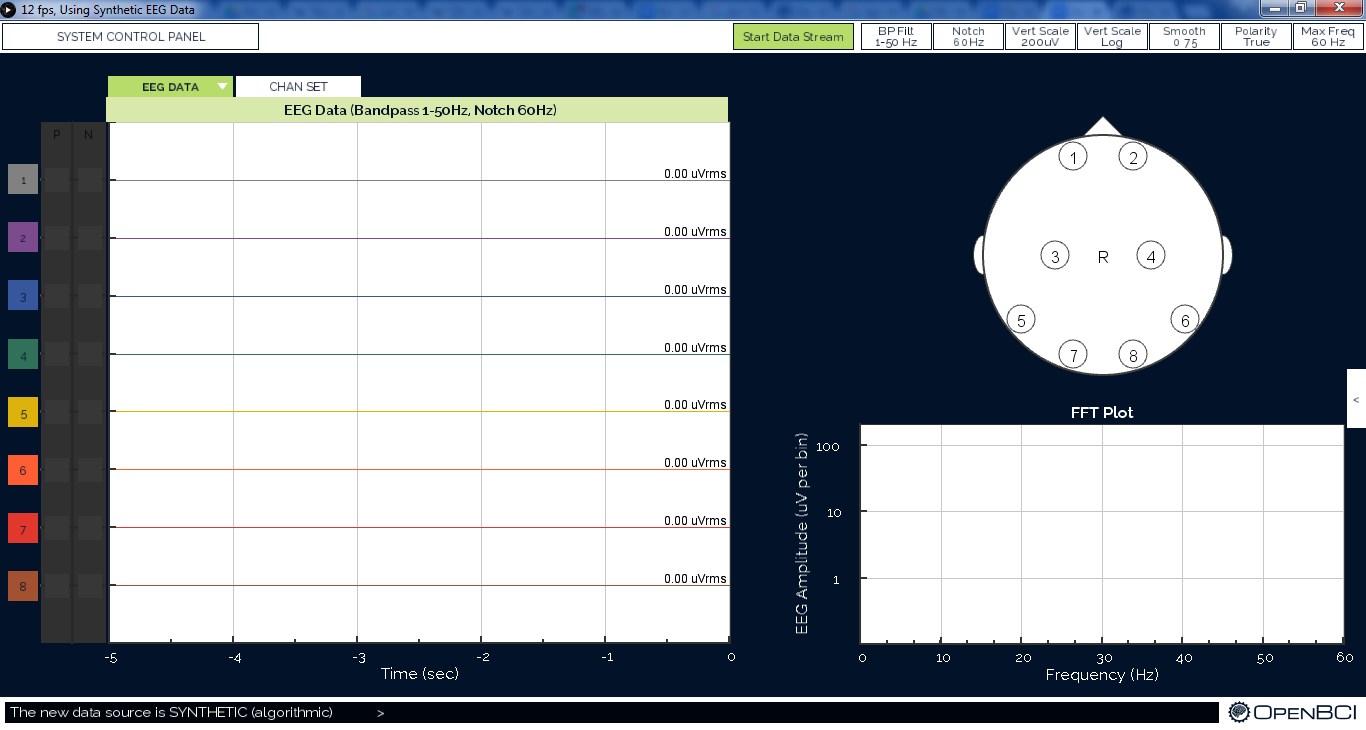 12 fps, Using Synthetic EEG Data
SYSTEM CONTROL PANEL
Start Data Stream
BP Filt
1-50 Hz
Notch
60Hz
Vert Scale
200uV
Vert Scale
Log
Smooth
0.75
Polarity
True
Max Freq
60 Hz
EEG DATA
CHAN SET
EEG Data (Bandpass 1-50Hz, Notch 60Hz)
P N
1
0.00 uVrms
2
0.00 uVrms
3
0.00 uVrms
4
0.00 uVrms
5
0.00 uVrms
6
0.00 uVrms
7
0.00 uVrms
8
0.00 uVrms
-5 -4 -3 -2 -1 0
Time (sec)
1 2
3 R 4
5 6
7 8
<
FFT Plot
EEG Amplitude (uV per bin)
100
10
1
0 10 20 30 40 50 60
Frequency (Hz)
The new data source is SYNTHETIC (algorithmic) >
OpenBCI